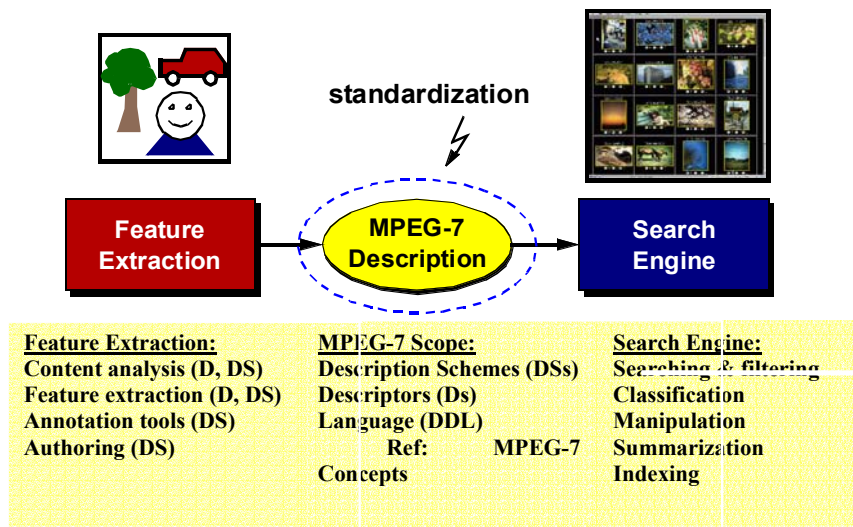 standardization
Feature
Extraction
MPEG-7
Description
Search
Engine
Feature Extraction:
Content analysis (D, DS)
Feature extraction (D, DS)
Annotation tools (DS)
Authoring (DS)
MPEG-7 Scope:
Description Schemes (DSs)
Descriptors (Ds)
Language (DDL)
Ref: MPEG-7
Concepts
Search Engine:
Searching & filtering
Classification
Manipulation
Summarization
Indexing